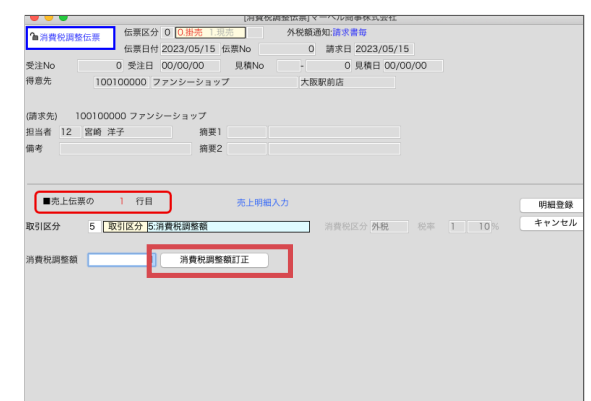 [消費税調整伝票] マーベル商事株式会社
消費税調整伝票 伝票区分 0 0.掛売 1.現売 外税額通知:請求書毎
伝票日付 2023/05/15 伝票No 0 請求日 2023/05/15
受注No 0 受注日 00/00/00 見積No - 0 見積日 00/00/00
得意先 100100000 ファンシーショップ 大阪駅前店
(請求先) 100100000 ファンシーショップ
担当者 12 宮崎 洋子 摘要1
備考 摘要2
■売上伝票の 1 行目 売上明細入力 明細登録
取引区分 5 取引区分 5:消費税調整額 消費税区分 外税 税率 1 10% キャンセル
消費税調整額 消費税調整額訂正